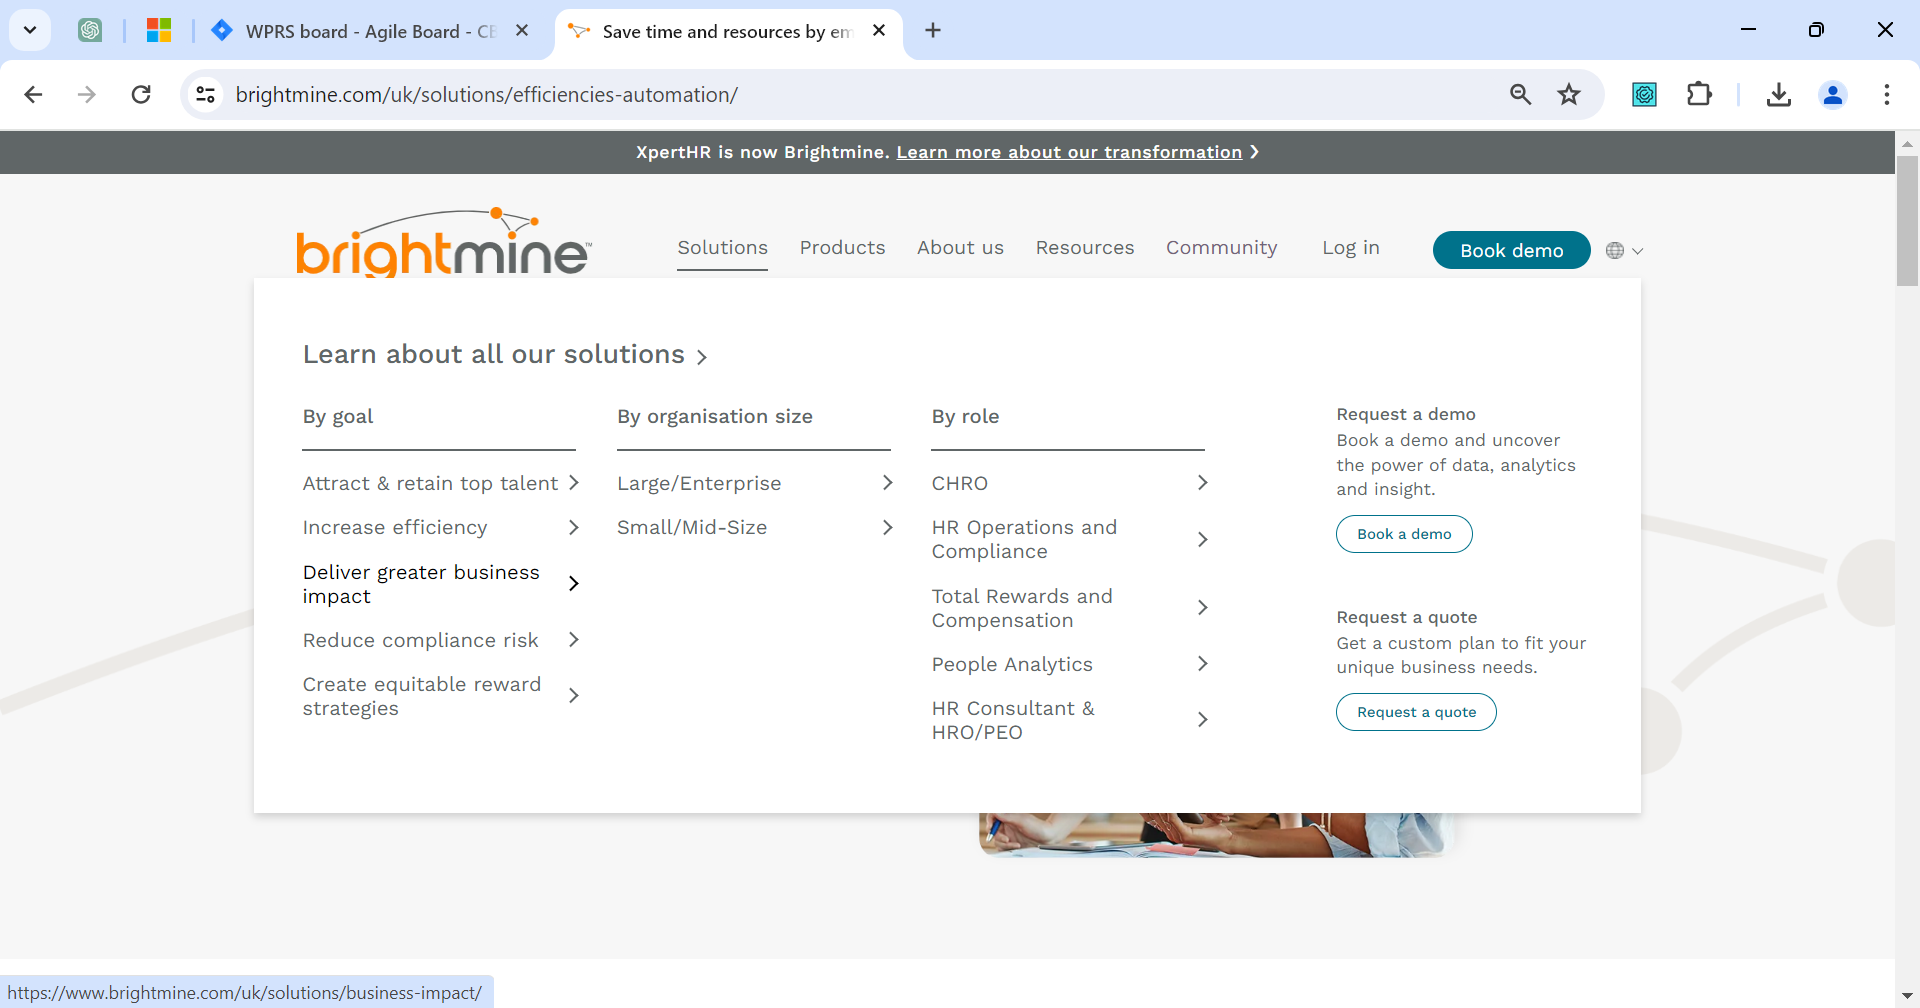 WPRS board - Agile Board - CB
Save time and resources by em
brightmine.com/uk/solutions/efficiencies-automation/
XpertHR is now Brightmine. Learn more about our transformation
brightmine™
Solutions
Products
About us
Resources
Community
Log in
Book demo
Learn about all our solutions
By goal
Attract & retain top talent
Increase efficiency
Deliver greater business
impact
Reduce compliance risk
Create equitable reward
strategies
By organisation size
Large/Enterprise
Small/Mid-Size
By role
CHRO
HR Operations and
Compliance
Total Rewards and
Compensation
People Analytics
HR Consultant &
HRO/PEO
Request a demo
Book a demo and uncover
the power of data, analytics
and insight.
Book a demo
Request a quote
Get a custom plan to fit your
unique business needs.
Request a quote
https://www.brightmine.com/uk/solutions/business-impact/